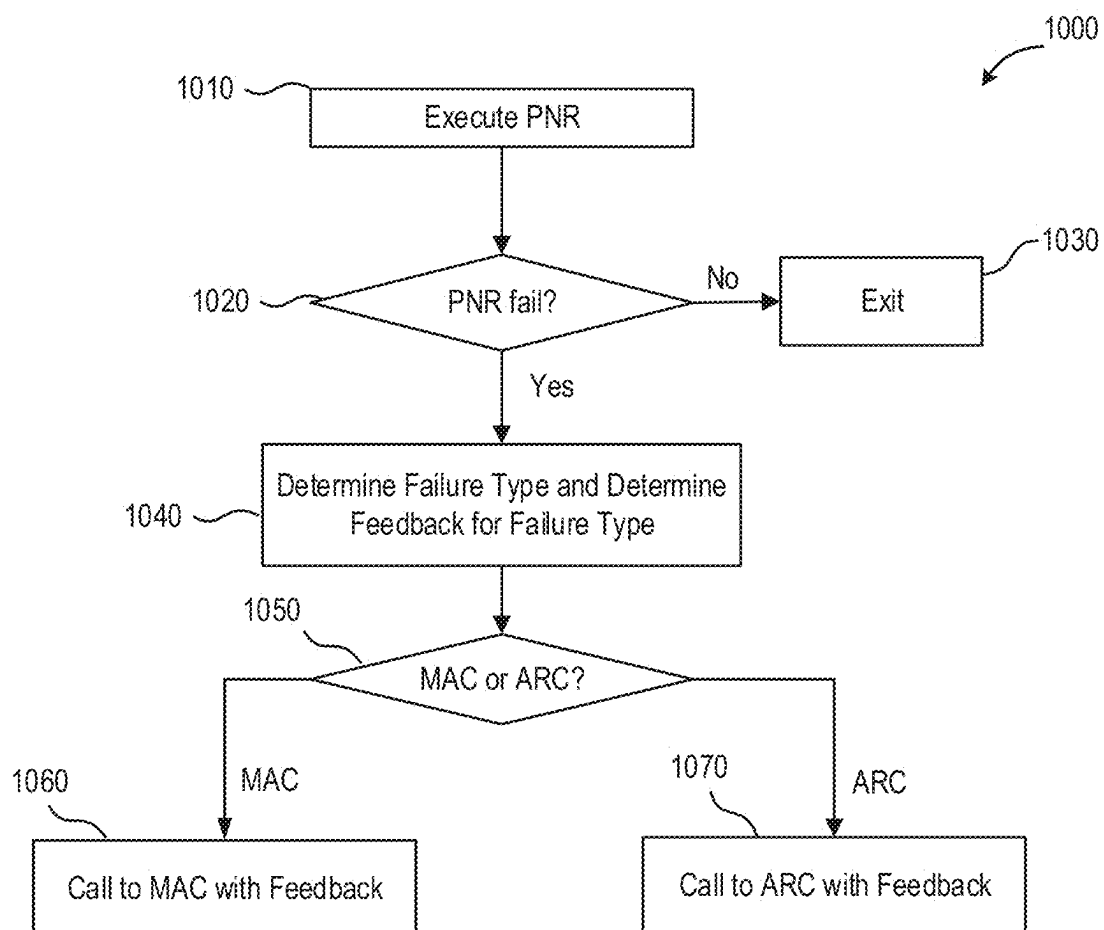 1000
1010
Execute PNR
1020
PNR fail?
No
1030
Exit
Yes
1040
Determine Failure Type and Determine
Feedback for Failure Type
1050
MAC or ARC?
MAC
ARC
1060
Call to MAC with Feedback
1070
Call to ARC with Feedback